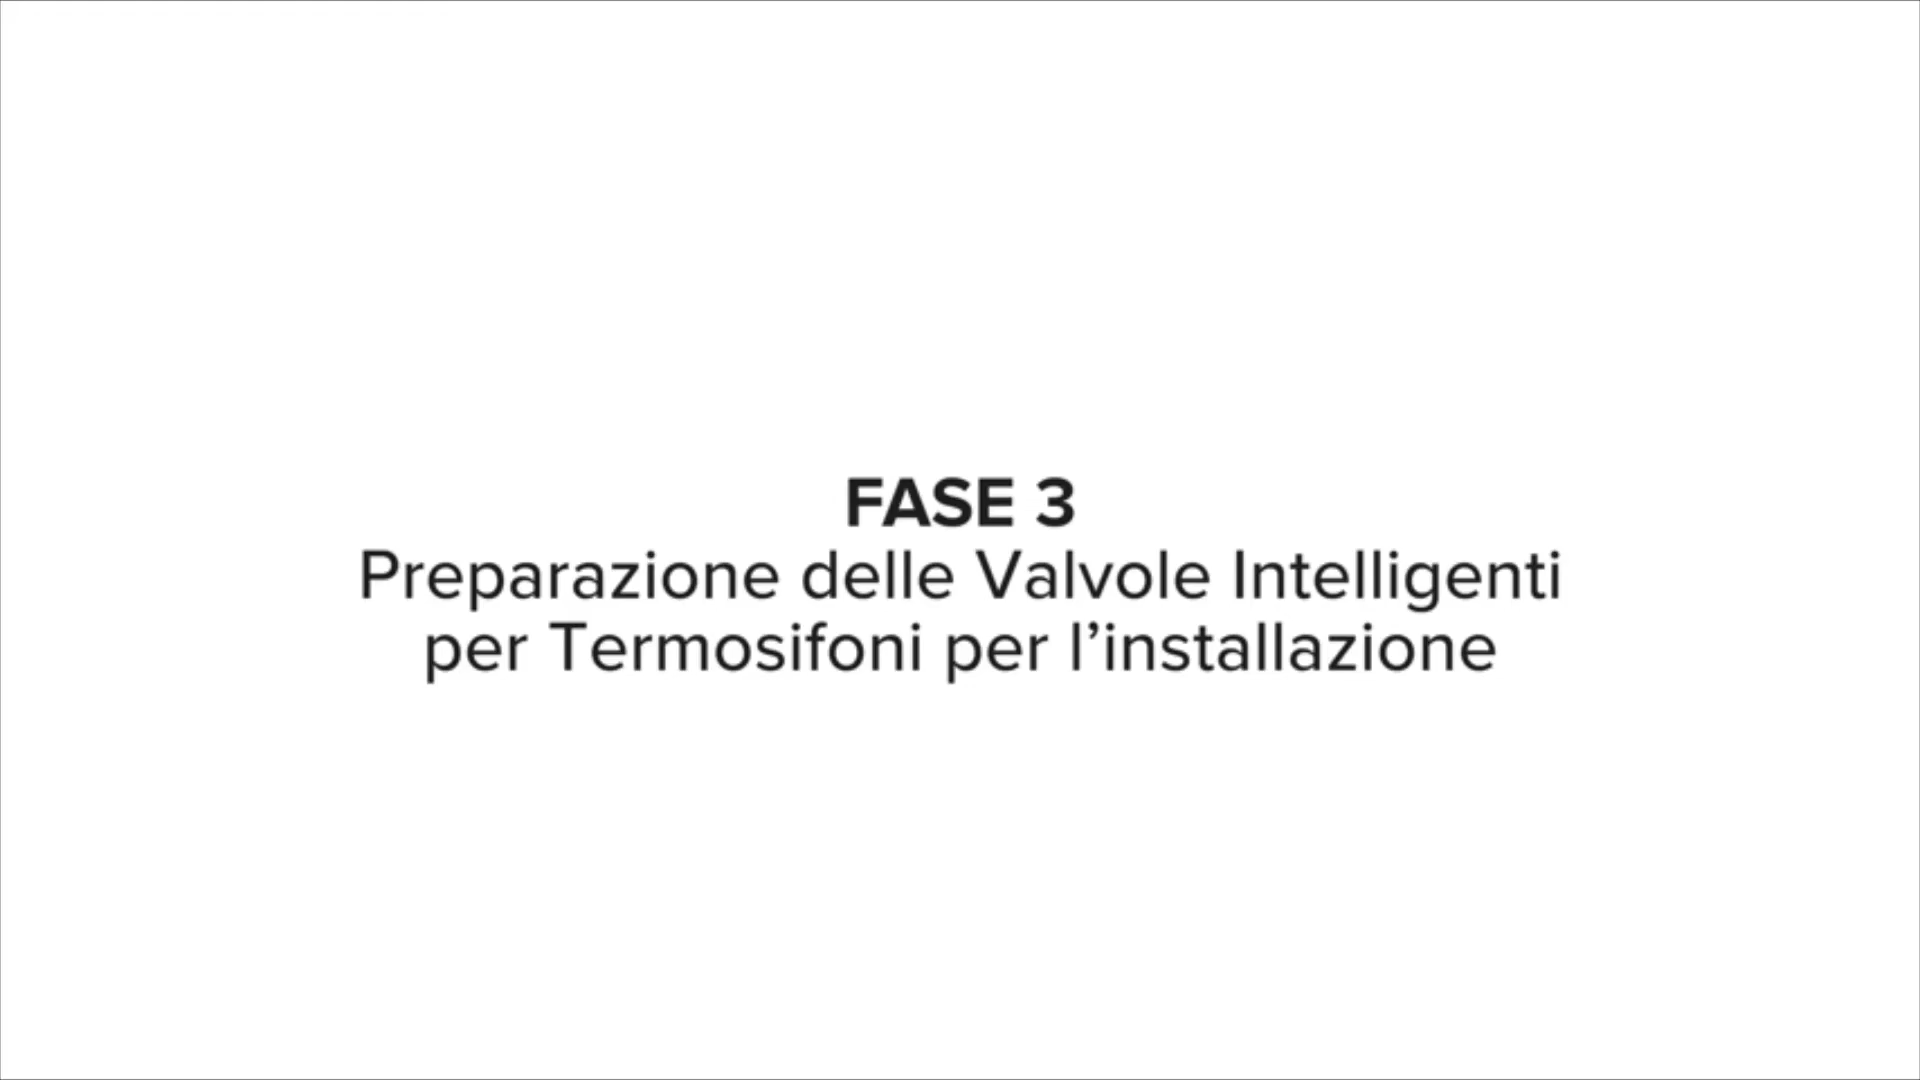 FASE 3
Preparazione delle Valvole Intelligenti
per Termosifoni per l’installazione